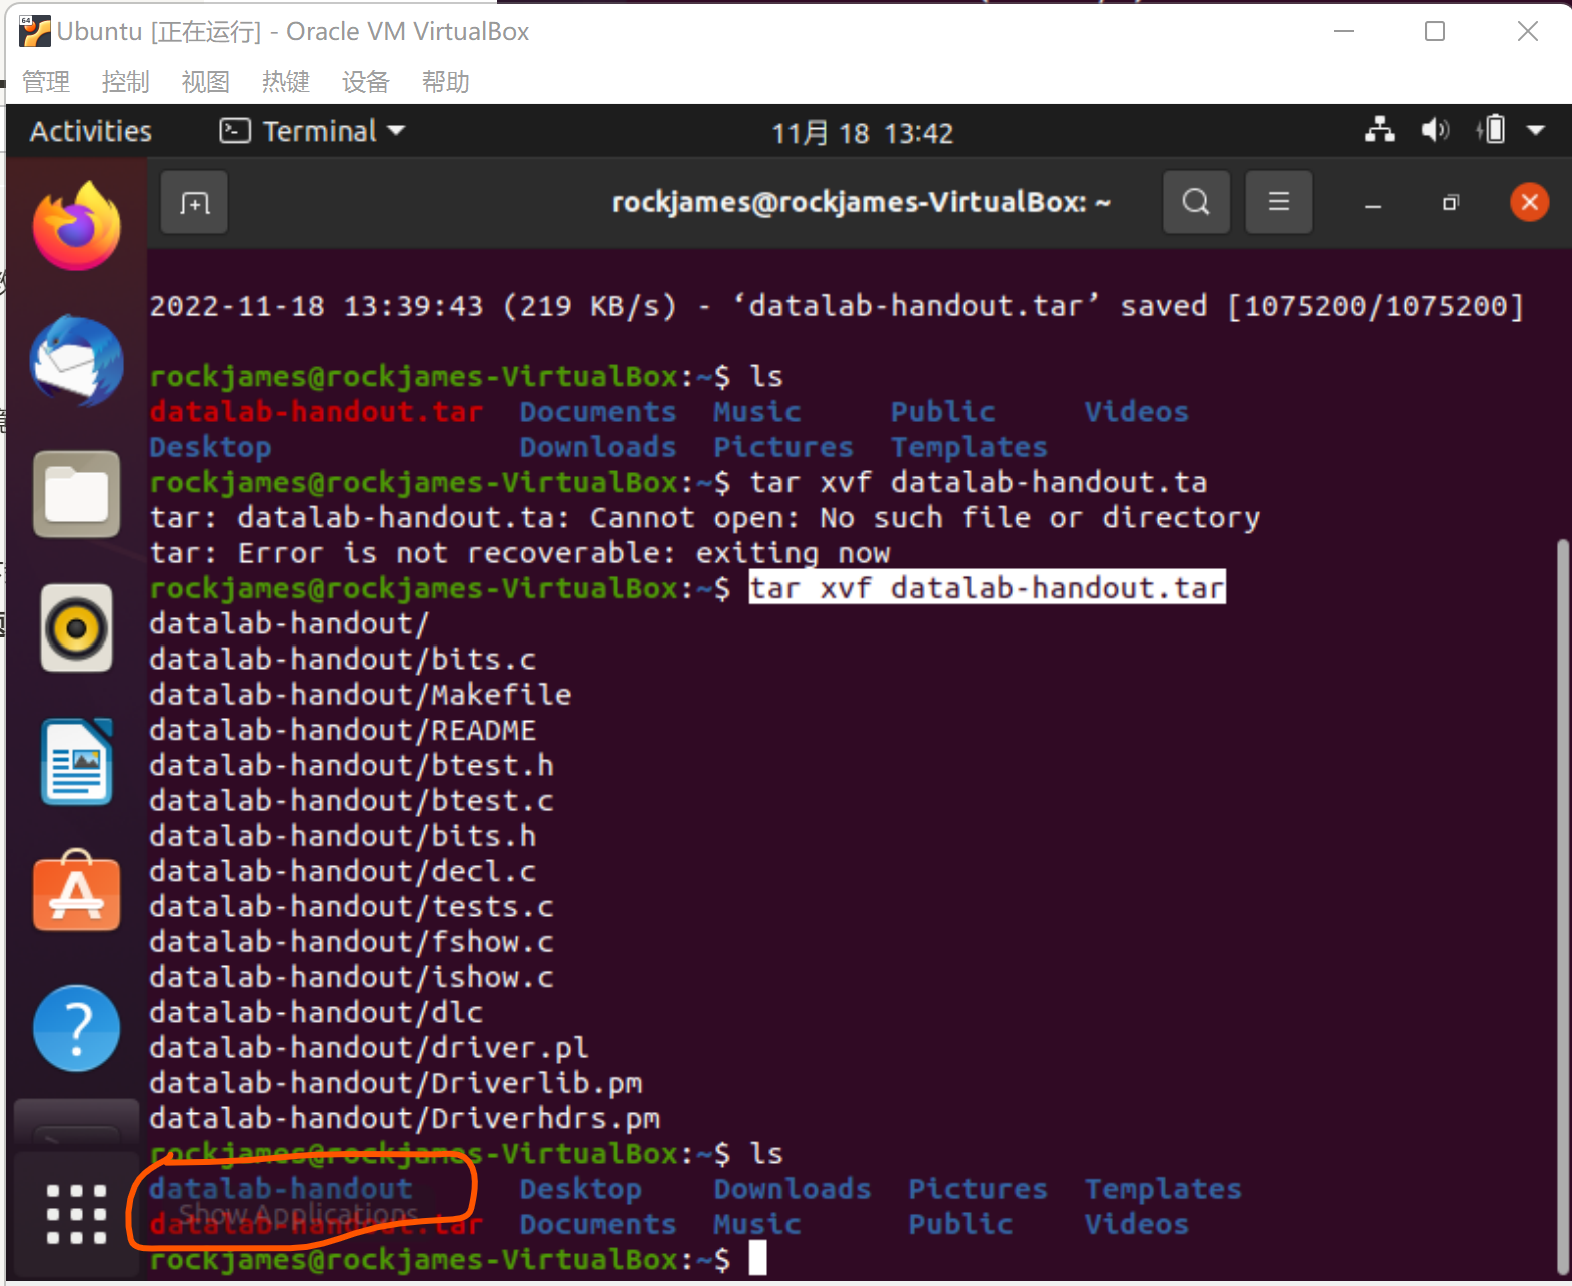 Ubuntu [正在运行] - Oracle VM VirtualBox
管理 控制 视图 热键 设备 帮助
Activities Terminal 11月 18 13:42
rockjames@rockjames-VirtualBox: ~
2022-11-18 13:39:43 (219 KB/s) - ‘datalab-handout.tar’ saved [1075200/1075200]
rockjames@rockjames-VirtualBox:~$ ls
datalab-handout.tar Documents Music Public Videos
Desktop Downloads Pictures Templates
rockjames@rockjames-VirtualBox:~$ tar xvf datalab-handout.ta
tar: datalab-handout.ta: Cannot open: No such file or directory
tar: Error is not recoverable: exiting now
rockjames@rockjames-VirtualBox:~$ tar xvf datalab-handout.tar
datalab-handout/
datalab-handout/bits.c
datalab-handout/Makefile
datalab-handout/README
datalab-handout/btest.h
datalab-handout/btest.c
datalab-handout/bits.h
datalab-handout/decl.c
datalab-handout/tests.c
datalab-handout/fshow.c
datalab-handout/ishow.c
datalab-handout/dlc
datalab-handout/driver.pl
datalab-handout/Driverlib.pm
datalab-handout/Driverhdrs.pm
rockjames@rockjames-VirtualBox:~$ ls
datalab-handout Desktop Downloads Pictures Templates
Show Applications
datalab-handout.tar Documents Music Public Videos
rockjames@rockjames-VirtualBox:~$